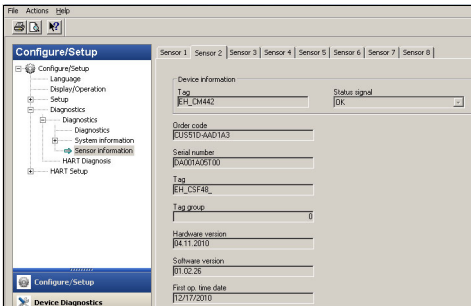 File Actions Help
Configure/Setup
Configure/Setup
Language
Display/Operation
Setup
Diagnostics
Diagnostics
Diagnostics
System information
Sensor information
HART Diagnosis
HART Setup
Configure/Setup
Device Diagnostics
Sensor 1 Sensor 2 Sensor 3 Sensor 4 Sensor 5 Sensor 6 Sensor 7 Sensor 8
Device information
Tag
EH_CM442
Status signal
OK
Order code
CUS51D-AAD1A3
Serial number
DA001A05T00
Tag
EH_CSF48_
Tag group
0
Hardware version
04.11.2010
Software version
01.02.26
First op. time date
12/17/2010